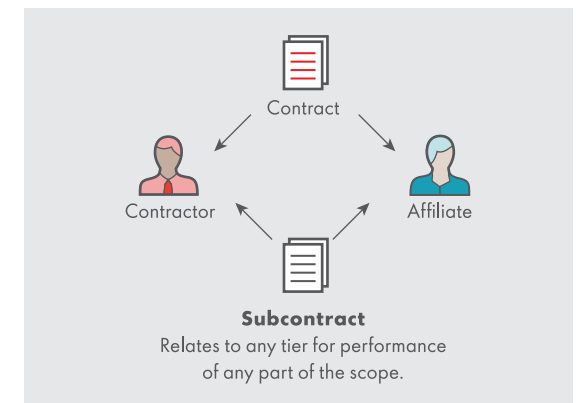 Contract
Contractor
Affiliate
Subcontract
Relates to any tier for performance
of any part of the scope.